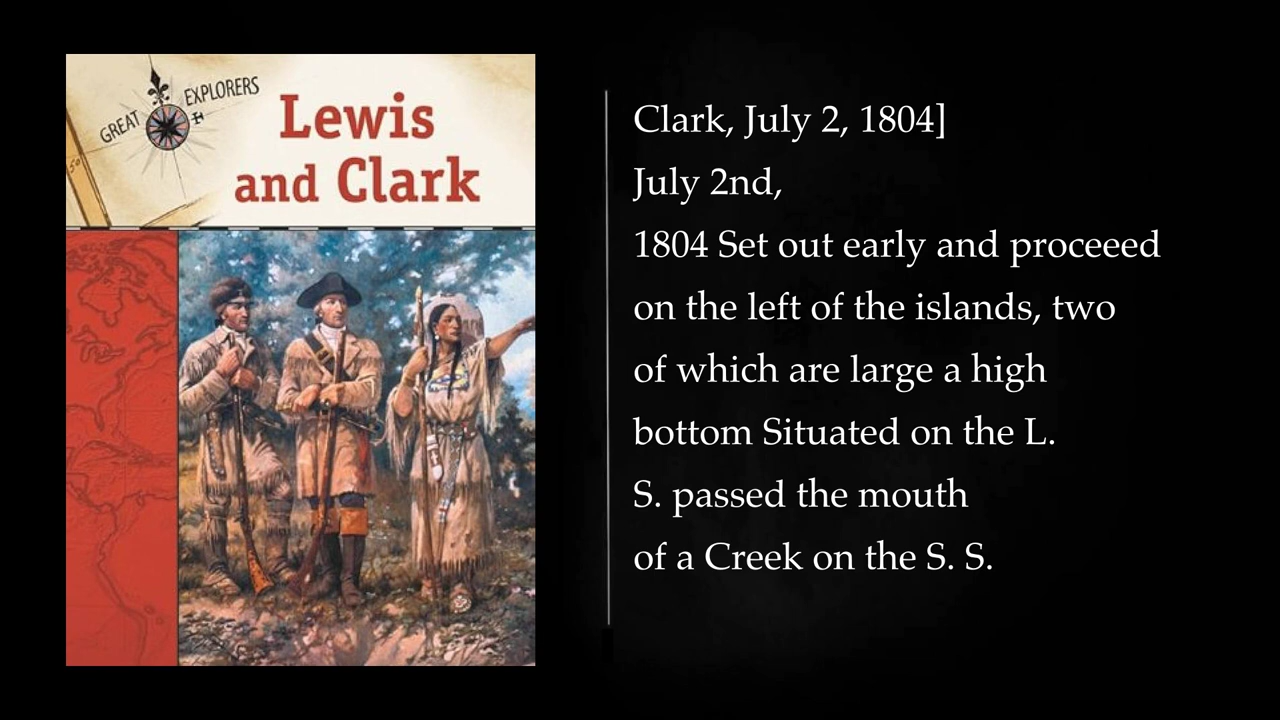 GREAT EXPLORERS
Lewis
and Clark
50
Clark, July 2, 1804]
July 2nd,
1804 Set out early and proceeed
on the left of the islands, two
of which are large a high
bottom Situated on the L.
S. passed the mouth
of a Creek on the S. S.